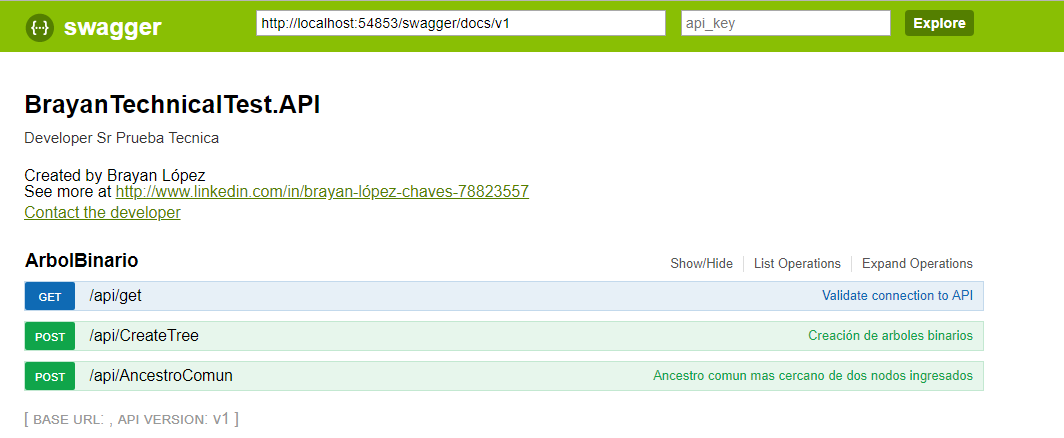 {··} swagger http://localhost:54853/swagger/docs/v1 api_key Explore
BrayanTechnicalTest.API
Developer Sr Prueba Tecnica
Created by Brayan López
See more at http://www.linkedin.com/in/brayan-lópez-chaves-78823557
Contact the developer
ArbolBinario Show/Hide List Operations Expand Operations
GET /api/get Validate connection to API
POST /api/CreateTree Creación de arboles binarios
POST /api/AncestroComun Ancestro comun mas cercano de dos nodos ingresados
[ BASE URL: , API VERSION: v1 ]